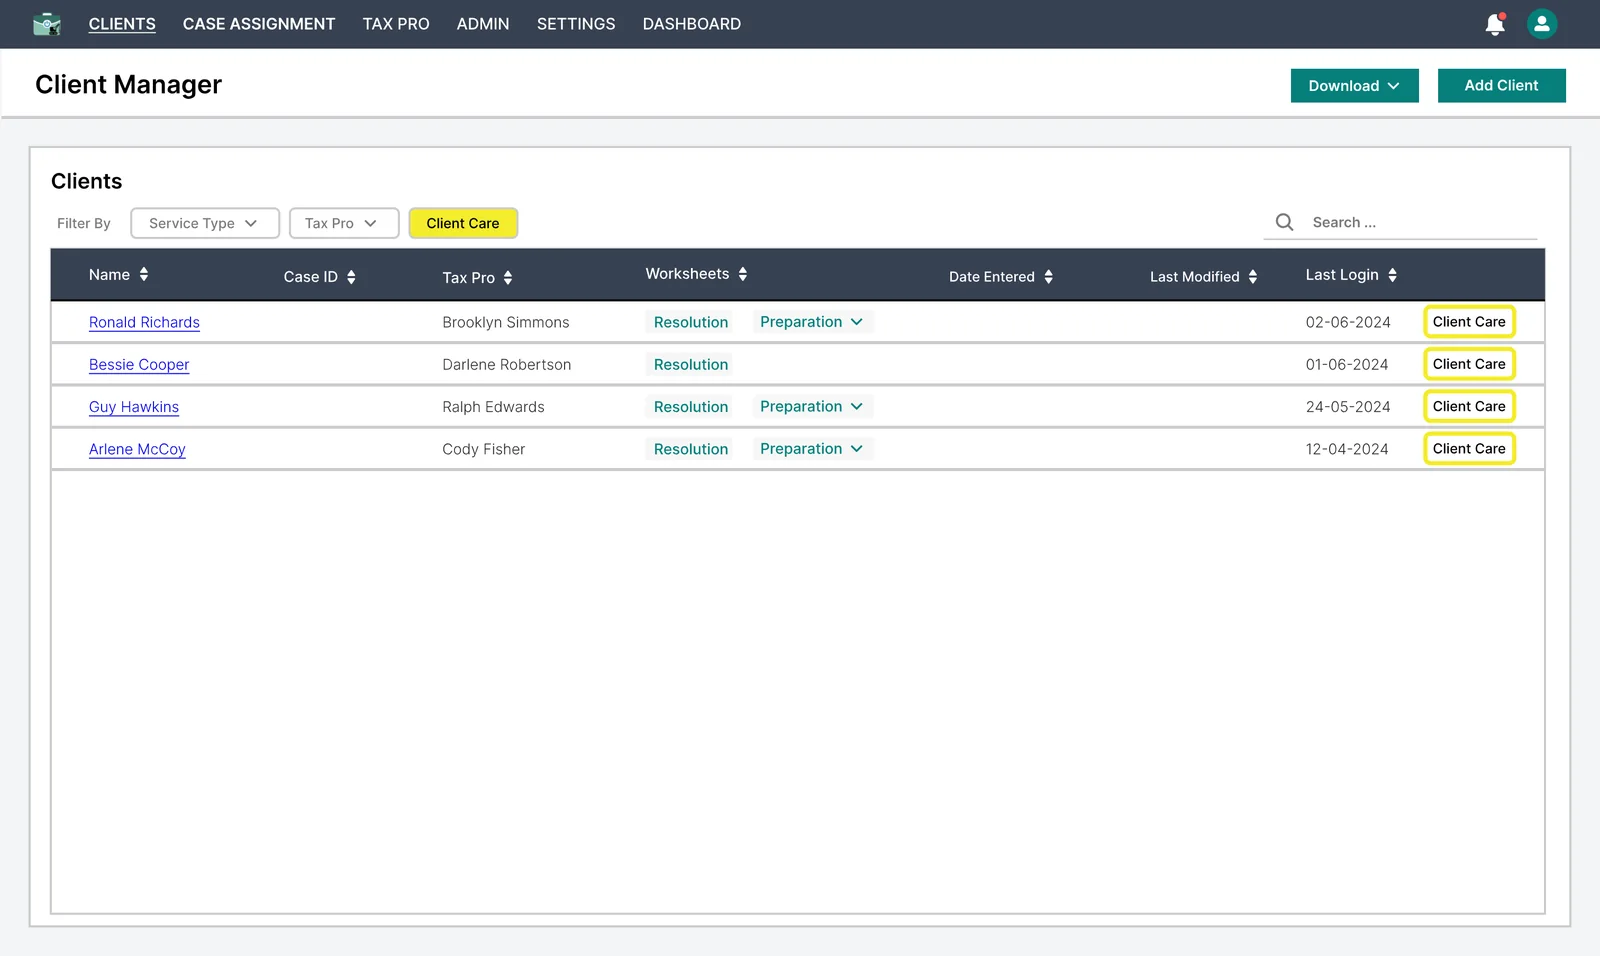 CLIENTS CASE ASSIGNMENT TAX PRO ADMIN SETTINGS DASHBOARD
Client Manager Download Add Client
Clients
Filter By Service Type Tax Pro Client Care Search ...
Name Case ID Tax Pro Worksheets Date Entered Last Modified Last Login
Ronald Richards Brooklyn Simmons Resolution Preparation 02-06-2024 Client Care
Bessie Cooper Darlene Robertson Resolution 01-06-2024 Client Care
Guy Hawkins Ralph Edwards Resolution Preparation 24-05-2024 Client Care
Arlene McCoy Cody Fisher Resolution Preparation 12-04-2024 Client Care